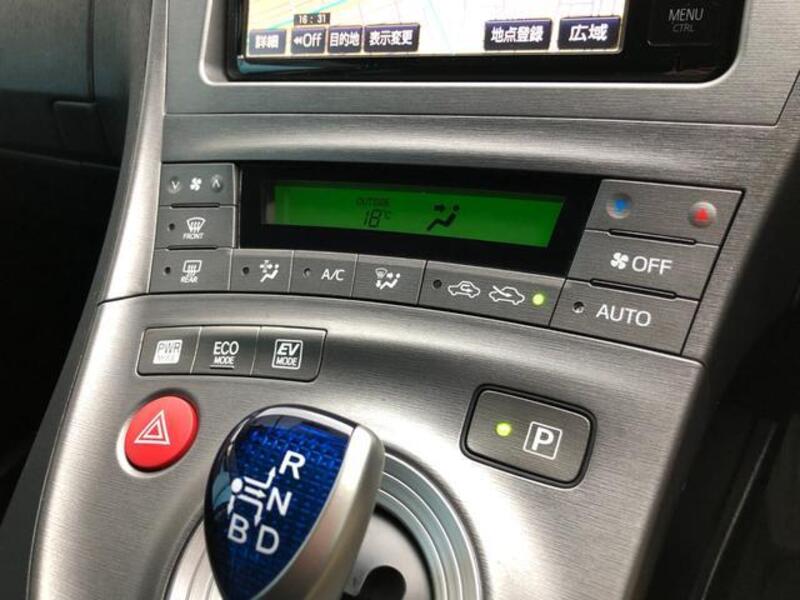 16:31
詳細 ◀Off 目的地 表示変更 地点登録 広域
MENU
CTRL
OUTSIDE
18℃
FRONT
OFF
REAR
A/C
AUTO
PWR
ECO
MODE
EV
MODE
P
R
N
B D